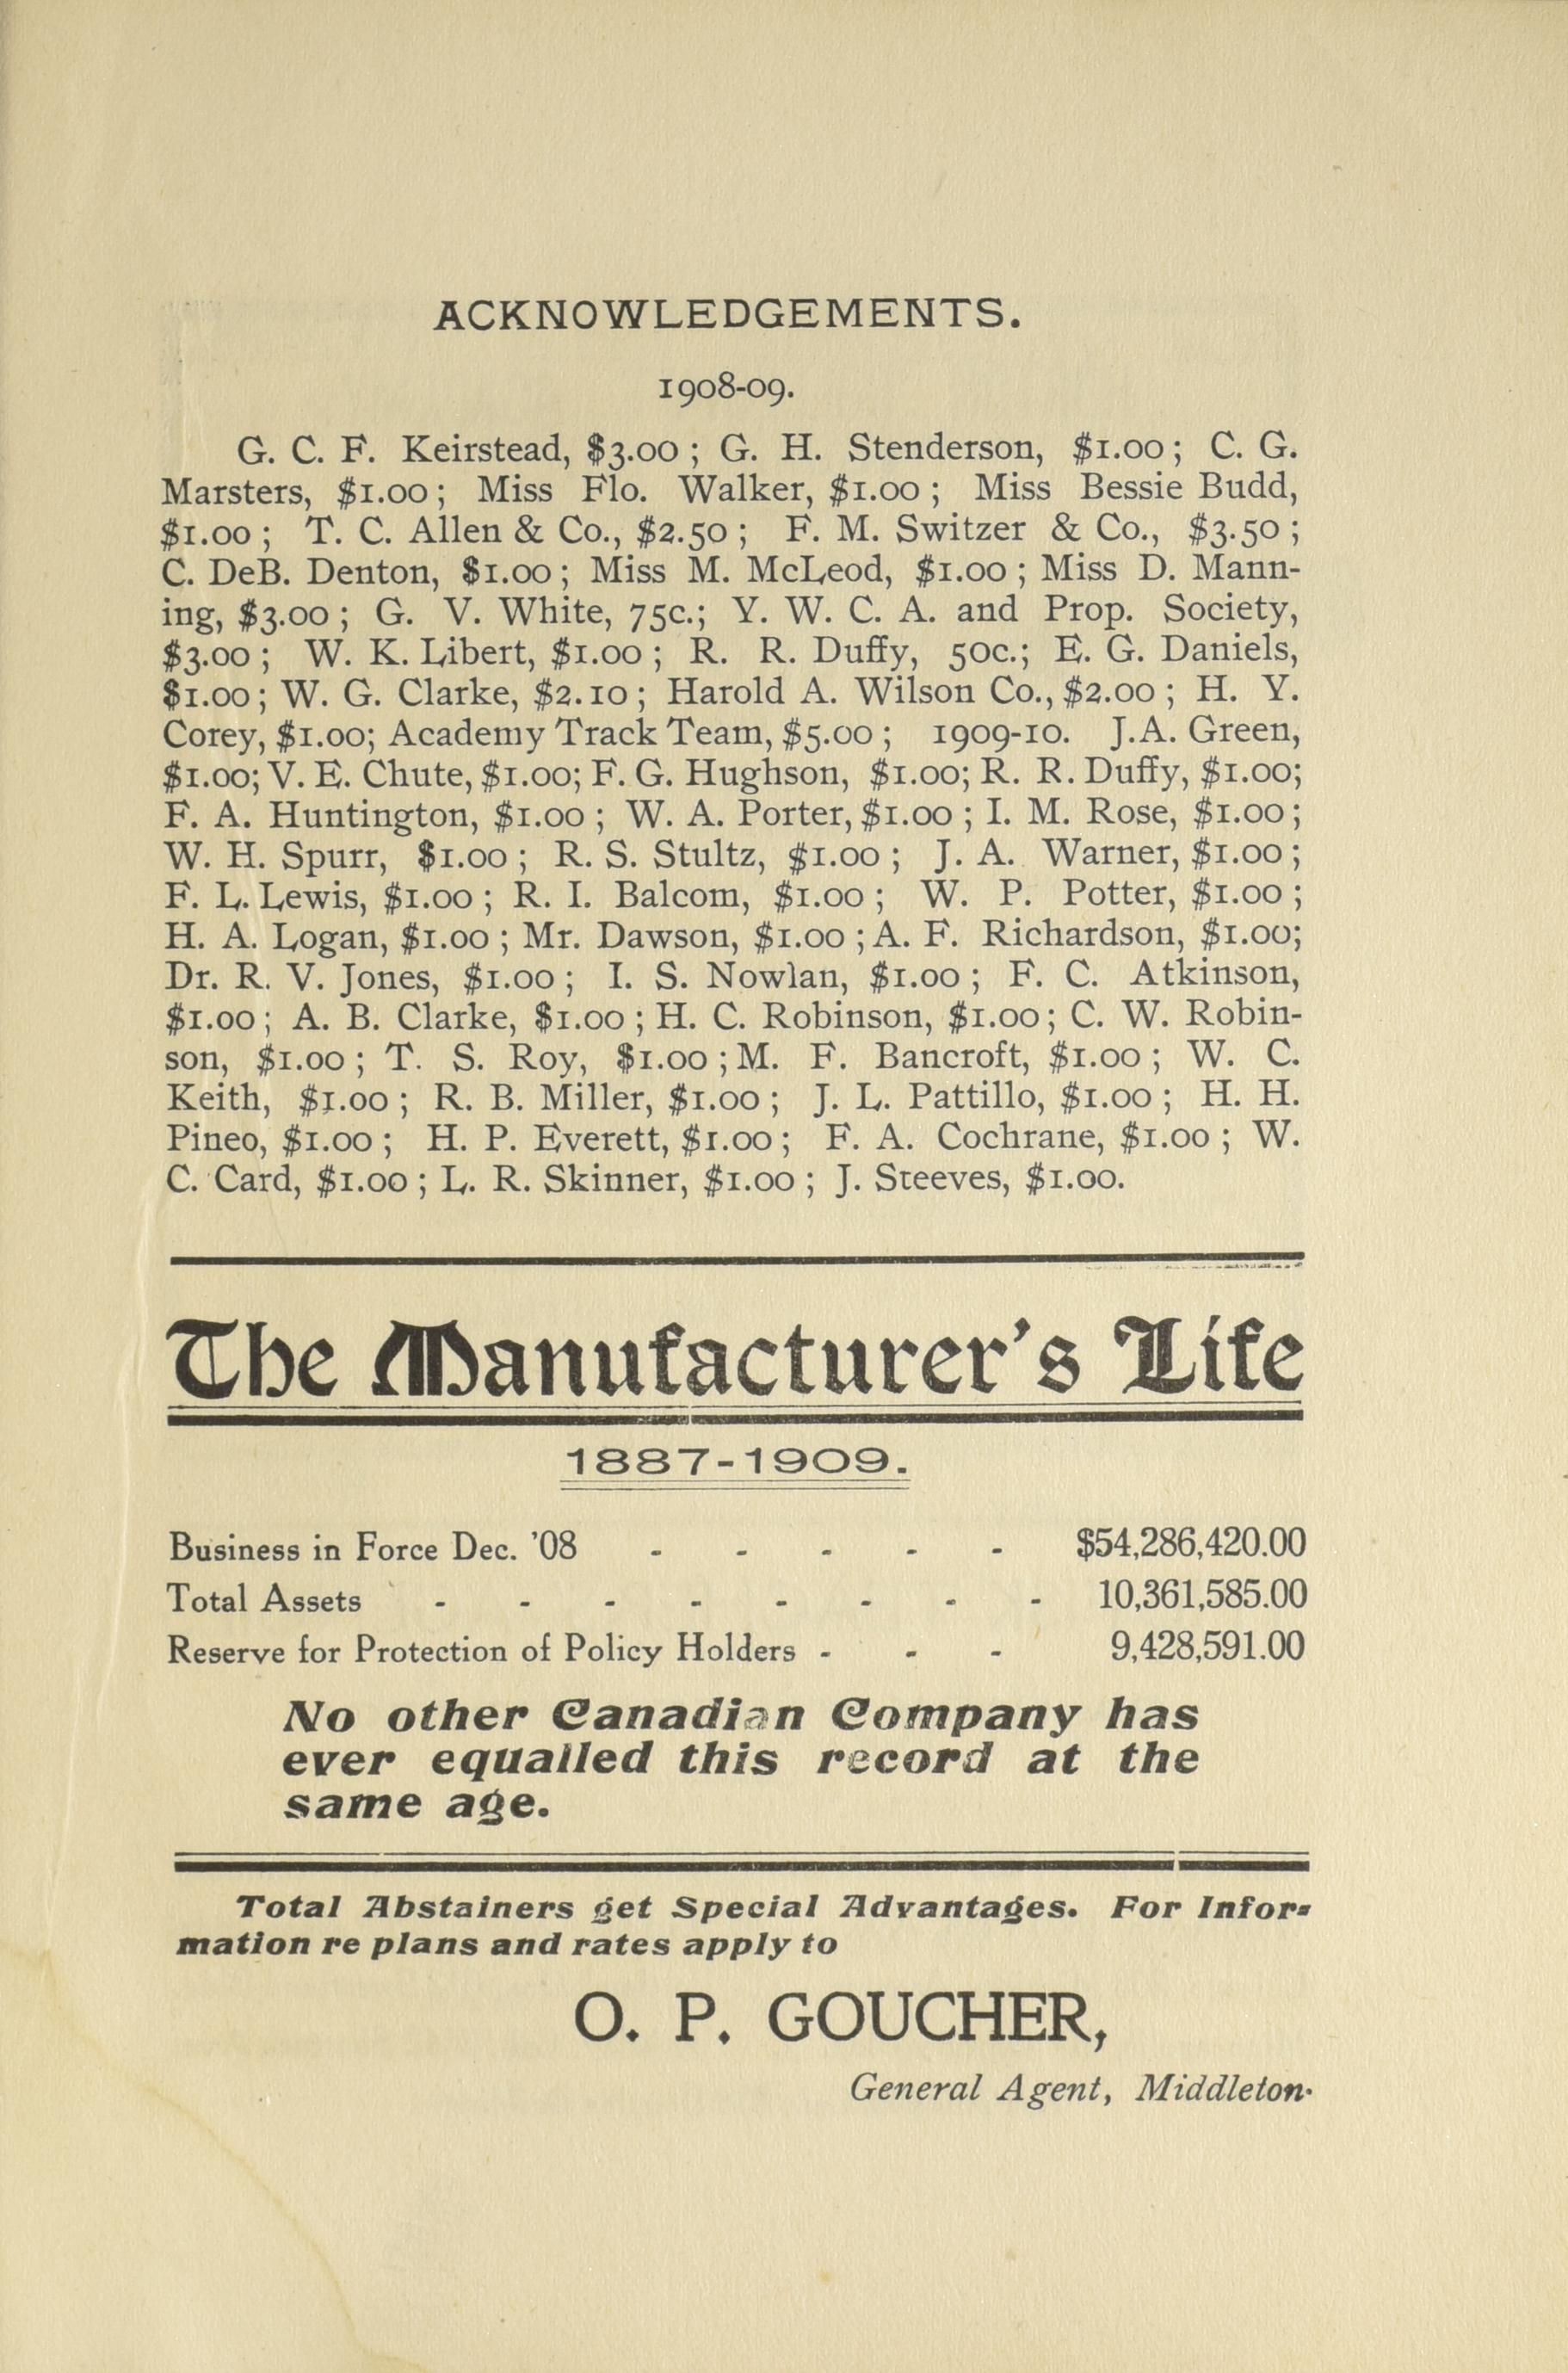 ACKNOWLEDGEMENTS.
1908-09.
G. C. F. Keirstead, $3.00 ; G. H. Stenderson, $1.00 ; C. G.
Marsters, $1.00 ; Miss Flo. Walker, $1.00 ; Miss Bessie Budd,
$1.00 ; T. C. Allen & Co., $2.50 ; F. M. Switzer & Co., $3.50 ;
C. DeB. Denton, $1.00 ; Miss M. McLeod, $1.00 ; Miss D. Mann-
ing, $3.00 ; G. V. White, 75c.; Y. W. C. A. and Prop. Society,
$3.00 ; W. K. Libert, $1.00 ; R. R. Duffy, 50c.; E. G. Daniels,
$1.00 ; W. G. Clarke, $2.10 ; Harold A. Wilson Co., $2.00 ; H. Y.
Corey, $1.00; Academy Track Team, $5.00 ; 1909-10. J.A. Green,
$1.00; V. E. Chute, $1.00; F. G. Hughson, $1.00; R. R. Duffy, $1.00;
F. A. Huntington, $1.00 ; W. A. Porter, $1.00 ; I. M. Rose, $1.00 ;
W. H. Spurr, $1.00 ; R. S. Stultz, $1.00 ; J. A. Warner, $1.00 ;
F. L. Lewis, $1.00 ; R. I. Balcom, $1.00 ; W. P. Potter, $1.00 ;
H. A. Logan, $1.00 ; Mr. Dawson, $1.00 ; A. F. Richardson, $1.00;
Dr. R. V. Jones, $1.00 ; I. S. Nowlan, $1.00 ; F. C. Atkinson,
$1.00 ; A. B. Clarke, $1.00 ; H. C. Robinson, $1.00 ; C. W. Robin-
son, $1.00 ; T. S. Roy, $1.00 ; M. F. Bancroft, $1.00 ; W. C.
Keith, $1.00 ; R. B. Miller, $1.00 ; J. L. Pattillo, $1.00 ; H. H.
Pineo, $1.00 ; H. P. Everett, $1.00 ; F. A. Cochrane, $1.00 ; W.
C. Card, $1.00 ; L. R. Skinner, $1.00 ; J. Steeves, $1.00.
The Manufacturer's Life
1887-1909.
Business in Force Dec. '08 - - - - - $54,286,420.00
Total Assets - - - - - - - - 10,361,585.00
Reserve for Protection of Policy Holders - - - 9,428,591.00
No other Canadian Company has
ever equalled this record at the
same age.
Total Abstainers get Special Advantages. For Infor-
mation re plans and rates apply to
O. P. GOUCHER,
General Agent, Middleton.